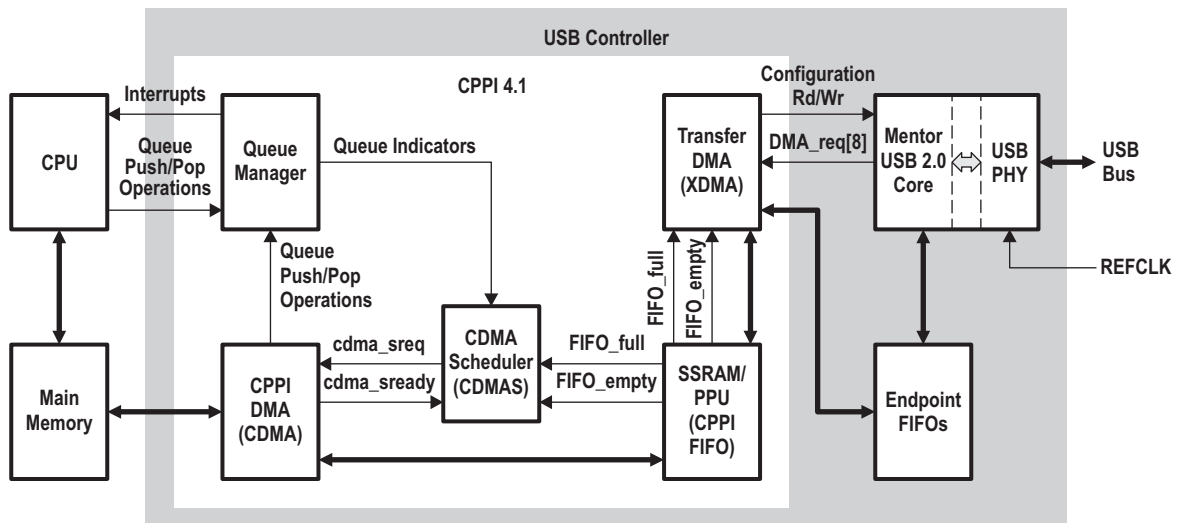 USB Controller
CPPI 4.1
Configuration
Rd/Wr
Interrupts
CPU
Queue
Push/Pop
Operations
Queue
Manager
Queue Indicators
Transfer
DMA
(XDMA)
DMA_req[8]
Mentor
USB 2.0
Core
USB
PHY
USB
Bus
Queue
Push/Pop
Operations
FIFO_full
FIFO_empty
REFCLK
Main
Memory
CPPI
DMA
(CDMA)
cdma_sreq
cdma_sready
CDMA
Scheduler
(CDMAS)
FIFO_full
FIFO_empty
SSRAM/
PPU
(CPPI
FIFO)
Endpoint
FIFOs